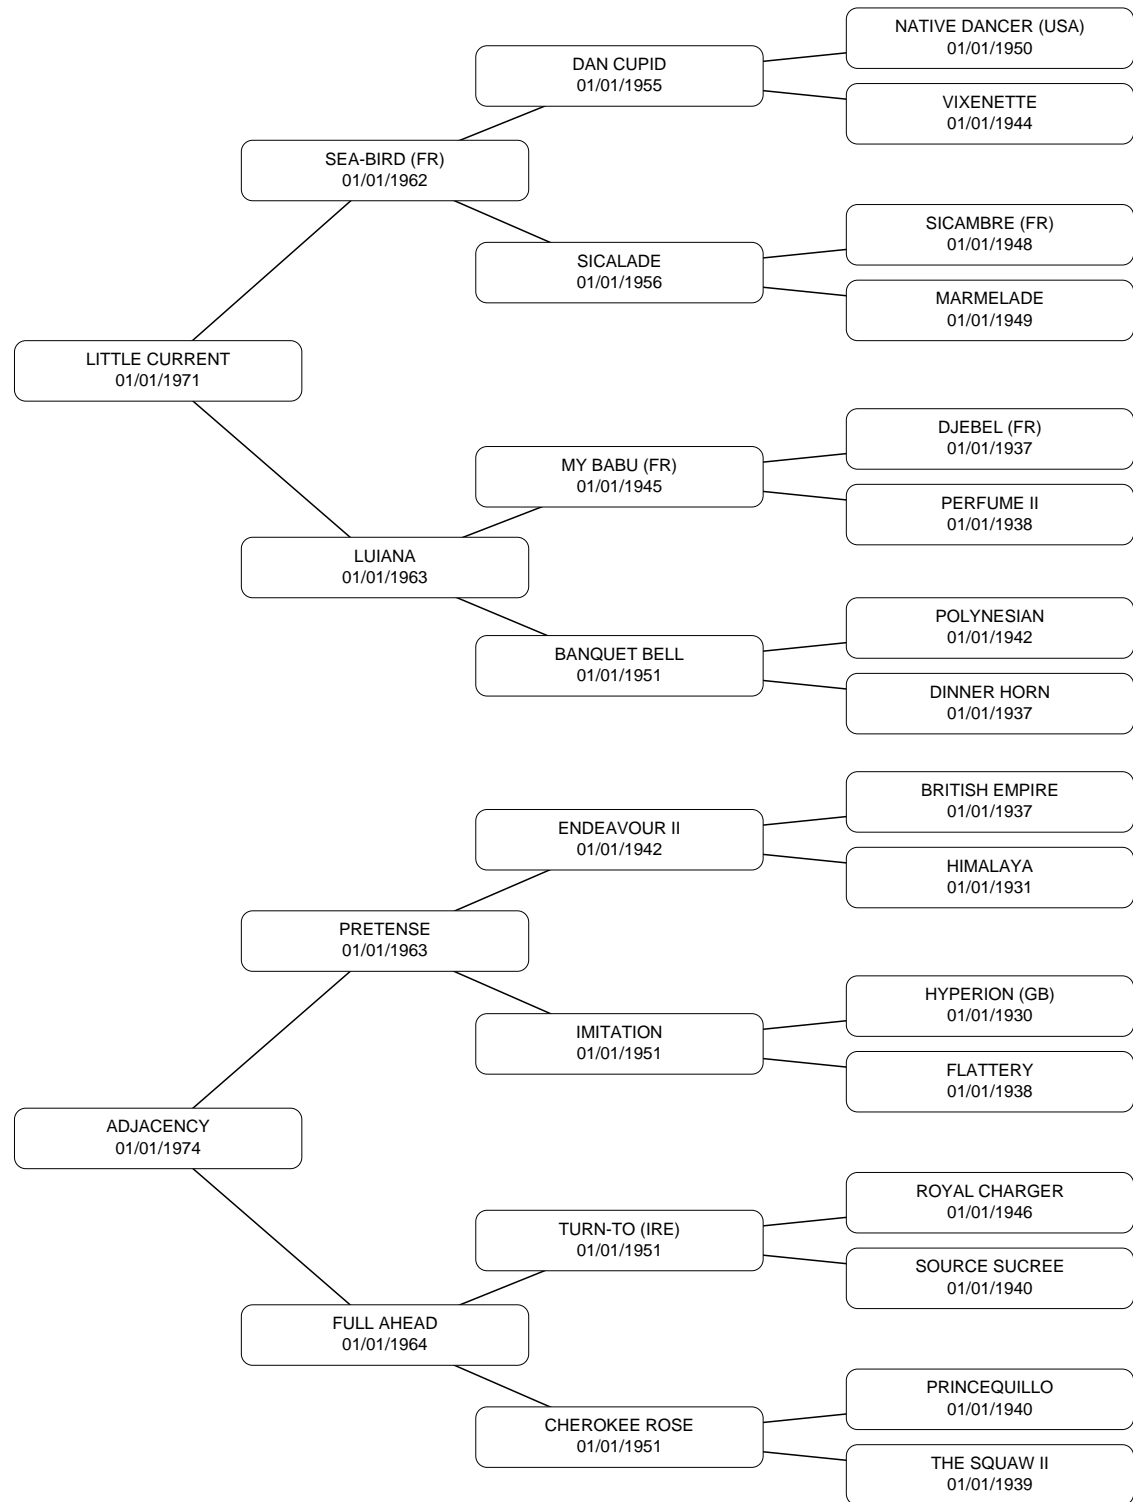 NATIVE DANCER (USA)
01/01/1950
DAN CUPID
01/01/1955
VIXENETTE
01/01/1944
SEA-BIRD (FR)
01/01/1962
SICAMBRE (FR)
01/01/1948
SICALADE
01/01/1956
MARMELADE
01/01/1949
LITTLE CURRENT
01/01/1971
DJEBEL (FR)
01/01/1937
MY BABU (FR)
01/01/1945
PERFUME II
01/01/1938
LUIANA
01/01/1963
POLYNESIAN
01/01/1942
BANQUET BELL
01/01/1951
DINNER HORN
01/01/1937
BRITISH EMPIRE
01/01/1937
ENDEAVOUR II
01/01/1942
HIMALAYA
01/01/1931
PRETENSE
01/01/1963
HYPERION (GB)
01/01/1930
IMITATION
01/01/1951
FLATTERY
01/01/1938
ADJACENCY
01/01/1974
ROYAL CHARGER
01/01/1946
TURN-TO (IRE)
01/01/1951
SOURCE SUCREE
01/01/1940
FULL AHEAD
01/01/1964
PRINCEQUILLO
01/01/1940
CHEROKEE ROSE
01/01/1951
THE SQUAW II
01/01/1939